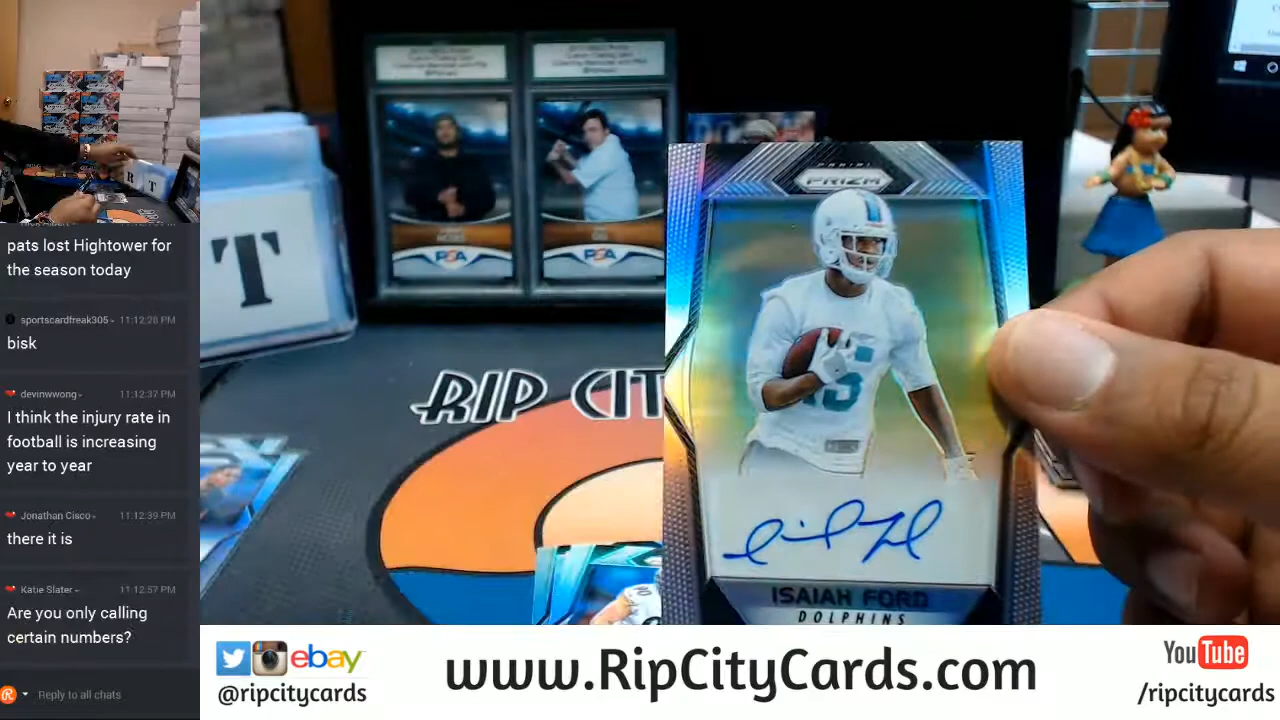 pats lost Hightower for
the season today
sportscardfreak305
11:12:28 PM
bisk
devinwwong
11:12:37 PM
I think the injury rate in
football is increasing
year to year
Jonathan Cisco
11:12:39 PM
there it is
Katie Slater
11:12:57 PM
Are you only calling
certain numbers?
Reply to all chats
R T
T
PSA
PSA
RIP CIT
PANINI
PRIZM
15
ISAIAH FORD
DOLPHINS
ebay
@ripcitycards
www.RipCityCards.com
YouTube
/ripcitycards